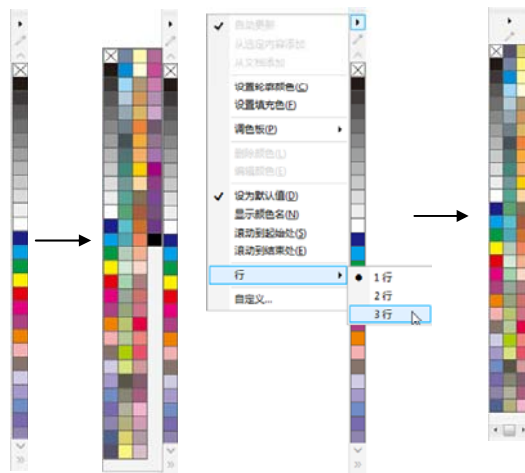 自动更新
从选定内容添加
从文档添加
设置轮廓颜色(C)
设置填充色(F)
调色板(P)
删除颜色(L)
编辑颜色(E)
设为默认值(D)
显示颜色名(N)
滚动到起始处(S)
滚动到结束处(E)
行
1 行
2 行
3 行
自定义...